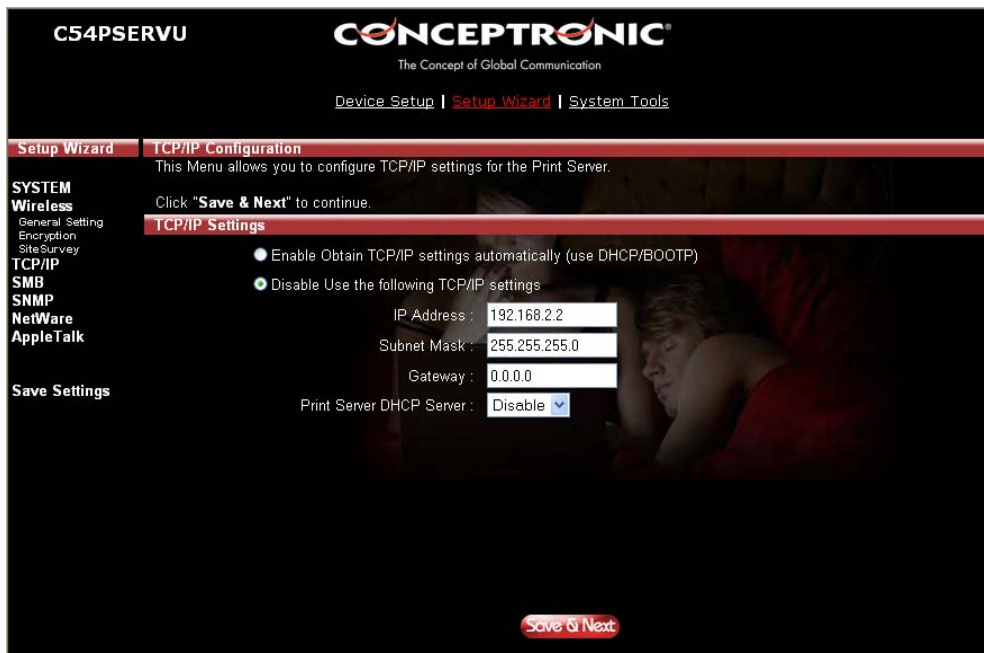 C54PSERVU
CONCEPTRONIC®
The Concept of Global Communication
Device Setup | Setup Wizard | System Tools
Setup Wizard
SYSTEM
Wireless
General Setting
Encryption
SiteSurvey
TCP/IP
SMB
SNMP
NetWare
AppleTalk
Save Settings
TCP/IP Configuration
This Menu allows you to configure TCP/IP settings for the Print Server.
Click "Save & Next" to continue.
TCP/IP Settings
Enable Obtain TCP/IP settings automatically (use DHCP/BOOTP)
Disable Use the following TCP/IP settings
IP Address : 192.168.2.2
Subnet Mask : 255.255.255.0
Gateway : 0.0.0.0
Print Server DHCP Server : Disable
Save & Next